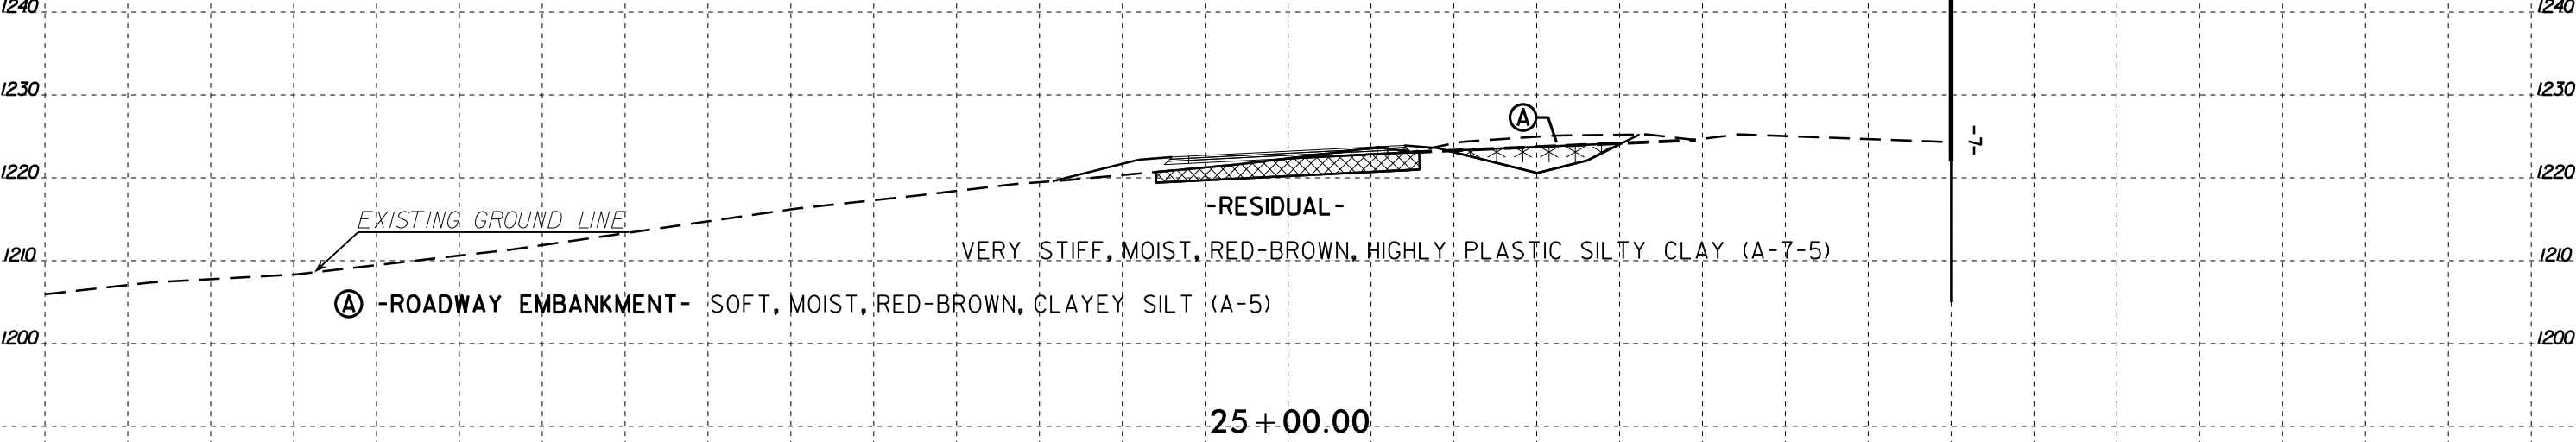 1240 1240
1230 1230
A
-L-
1220 1220
-RESIDUAL-
EXISTING GROUND LINE
VERY STIFF, MOIST, RED-BROWN, HIGHLY PLASTIC SILTY CLAY (A-7-5)
1210 1210
A -ROADWAY EMBANKMENT- SOFT, MOIST, RED-BROWN, CLAYEY SILT (A-5)
1200 1200
25+00.00